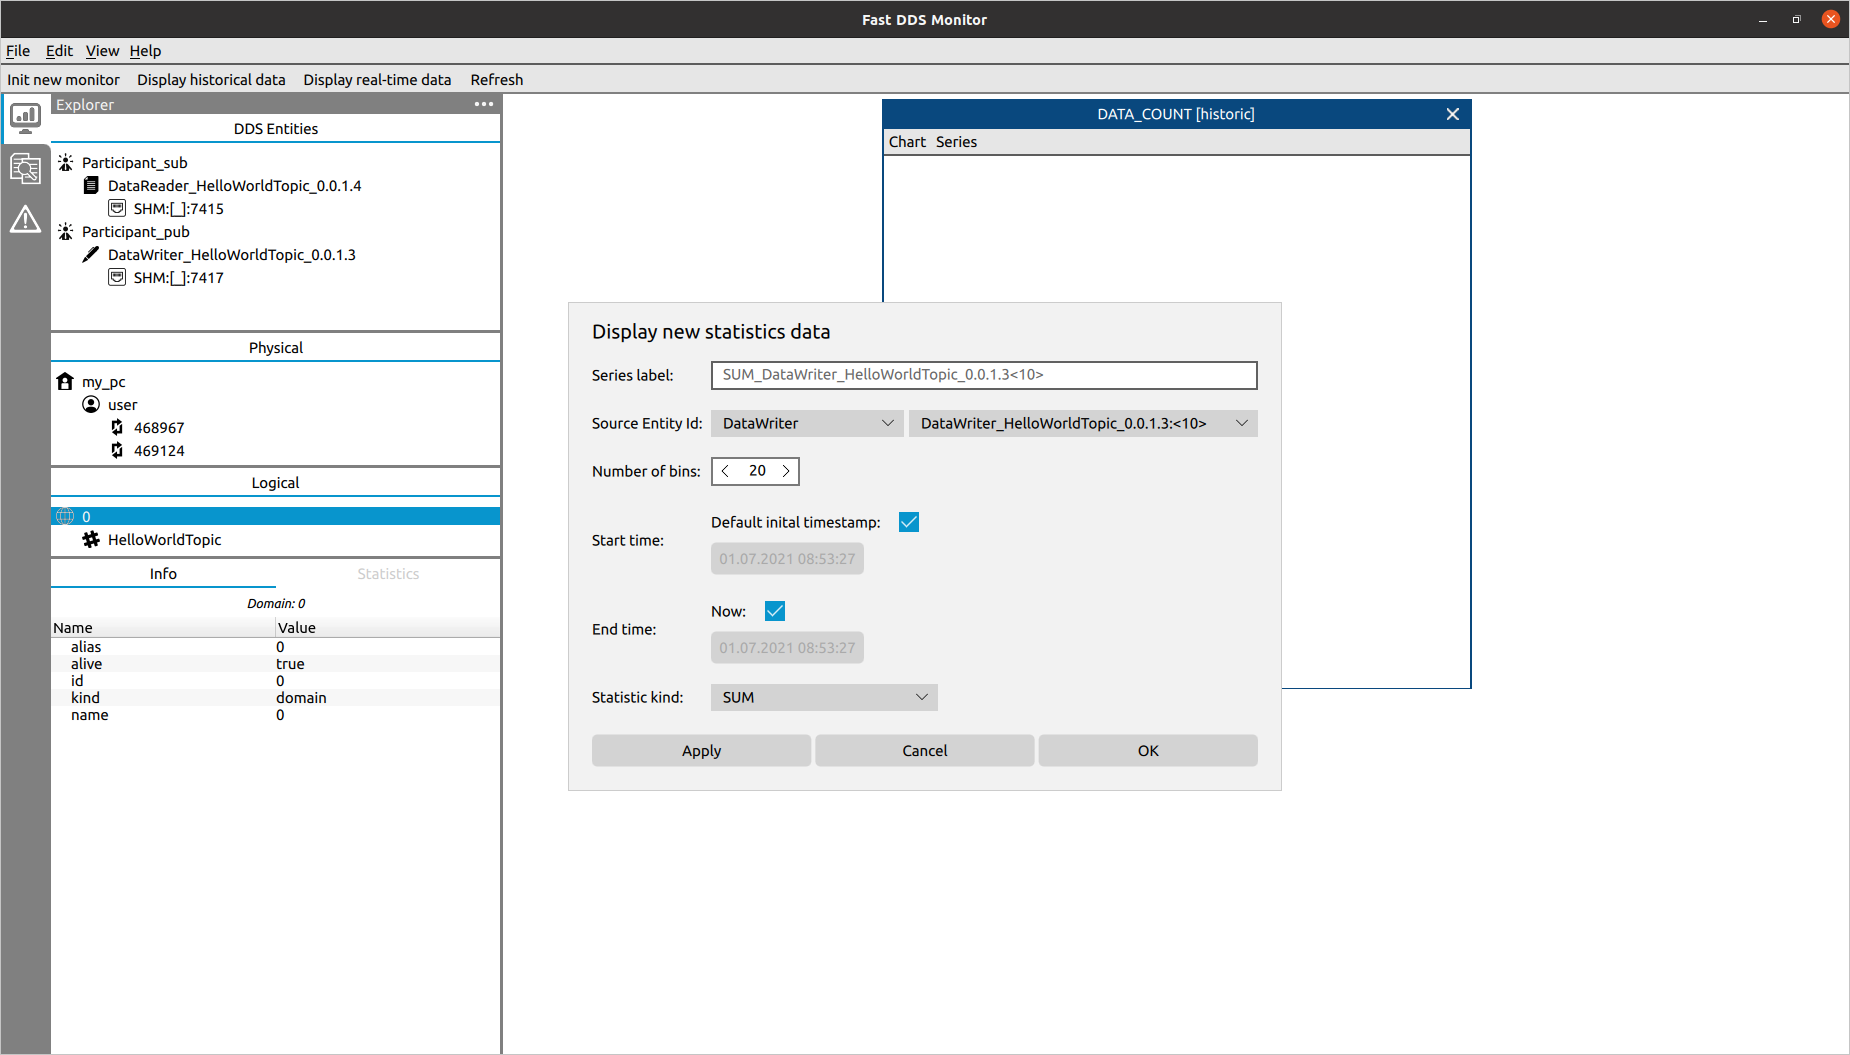 Fast DDS Monitor
File Edit View Help
Init new monitor Display historical data Display real-time data Refresh
Explorer
DDS Entities
Participant_sub
DataReader_HelloWorldTopic_0.0.1.4
SHM:[_]:7415
Participant_pub
DataWriter_HelloWorldTopic_0.0.1.3
SHM:[_]:7417
Physical
my_pc
user
468967
469124
Logical
0
HelloWorldTopic
Info Statistics
Domain: 0
Name Value
alias 0
alive true
id 0
kind domain
name 0
DATA_COUNT [historic]
Chart Series
Display new statistics data
Series label: SUM_DataWriter_HelloWorldTopic_0.0.1.3<10>
Source Entity Id: DataWriter DataWriter_HelloWorldTopic_0.0.1.3:<10>
Number of bins: 20
Default inital timestamp:
Start time:
01.07.2021 08:53:27
Now:
End time:
01.07.2021 08:53:27
Statistic kind: SUM
Apply Cancel OK